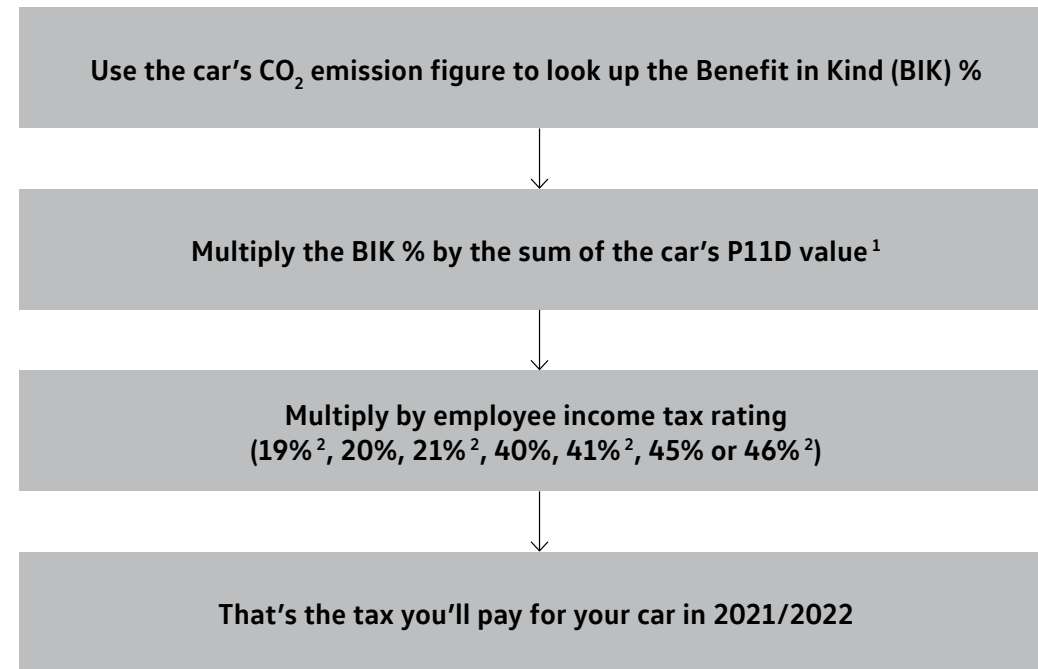 Use the car’s CO₂ emission figure to look up the Benefit in Kind (BIK) %
Multiply the BIK % by the sum of the car’s P11D value ¹
Multiply by employee income tax rating
(19% ², 20%, 21% ², 40%, 41% ², 45% or 46% ²)
That’s the tax you’ll pay for your car in 2021/2022